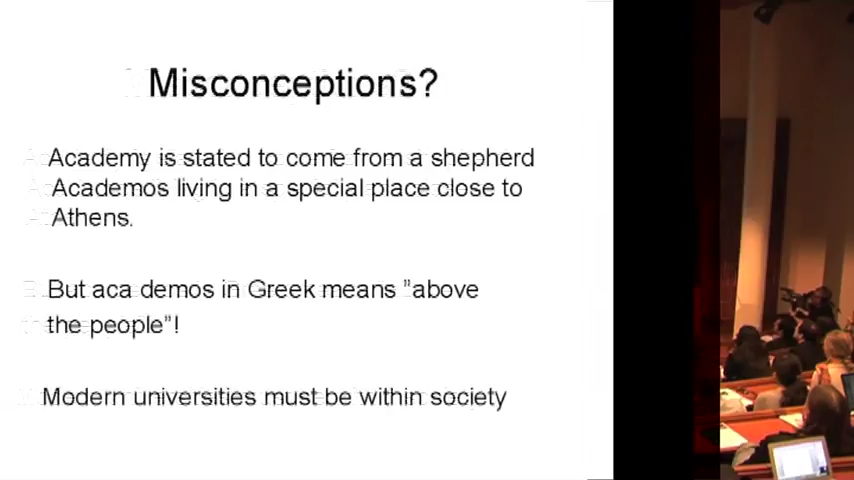 Misconceptions?
Academy is stated to come from a shepherd
Academos living in a special place close to
Athens.
But aca demos in Greek means "above
the people"!
Modern universities must be within society